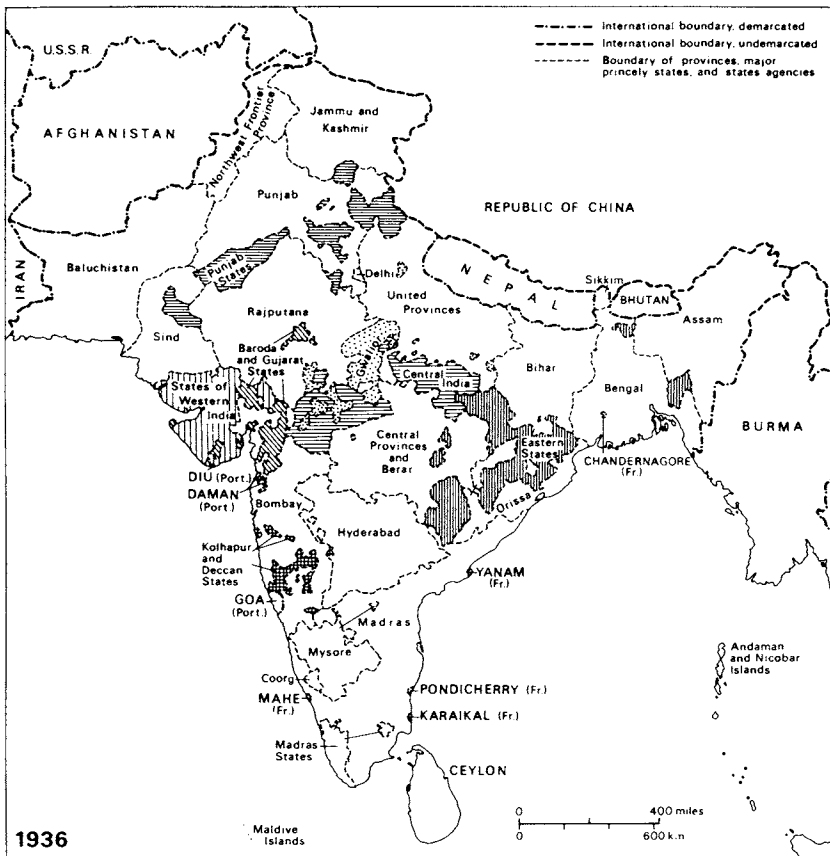 International boundary, demarcated
International boundary, undemarcated
Boundary of provinces, major
princely states, and states agencies
U.S.S.R.
AFGHANISTAN
Northwest Frontier
Province
Jammu and
Kashmir
Punjab
REPUBLIC OF CHINA
IRAN
Baluchistan
Punjab
States
Delhi
NEPAL
Sikkim
BHUTAN
Assam
United
Provinces
Rajputana
Sind
Baroda
and Gujarat
States
Gwalior
Central
India
Bihar
Bengal
States of
Western
India
BURMA
Central
Provinces
and
Berar
Eastern
States
CHANDERNAGORE
(Fr.)
DIU (Port.)
DAMAN
(Port.)
Bombay
Orissa
Hyderabad
Kolhapur
and
Deccan
States
YANAM
(Fr.)
GOA
(Port.)
Madras
Mysore
Andaman
and Nicobar
Islands
Coorg
MAHE
(Fr.)
PONDICHERRY (Fr.)
KARAIKAL (Fr.)
Madras
States
CEYLON
0 400 miles
0 600 k.n
1936
Maldive
Islands